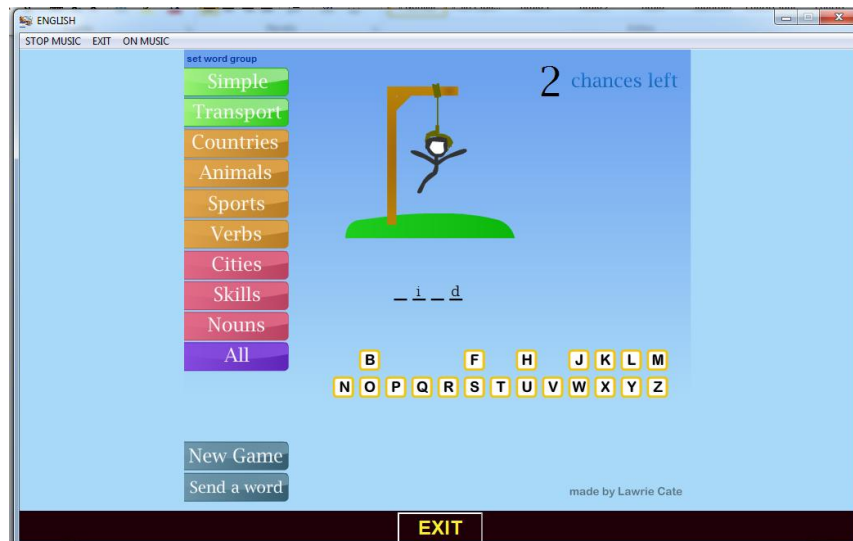 ENGLISH
STOP MUSIC EXIT ON MUSIC
set word group
Simple
Transport
Countries
Animals
Sports
Verbs
Cities
Skills
Nouns
All
2 chances left
_ i _ d
B F H J K L M
N O P Q R S T U V W X Y Z
New Game
Send a word
made by Lawrie Cate
EXIT